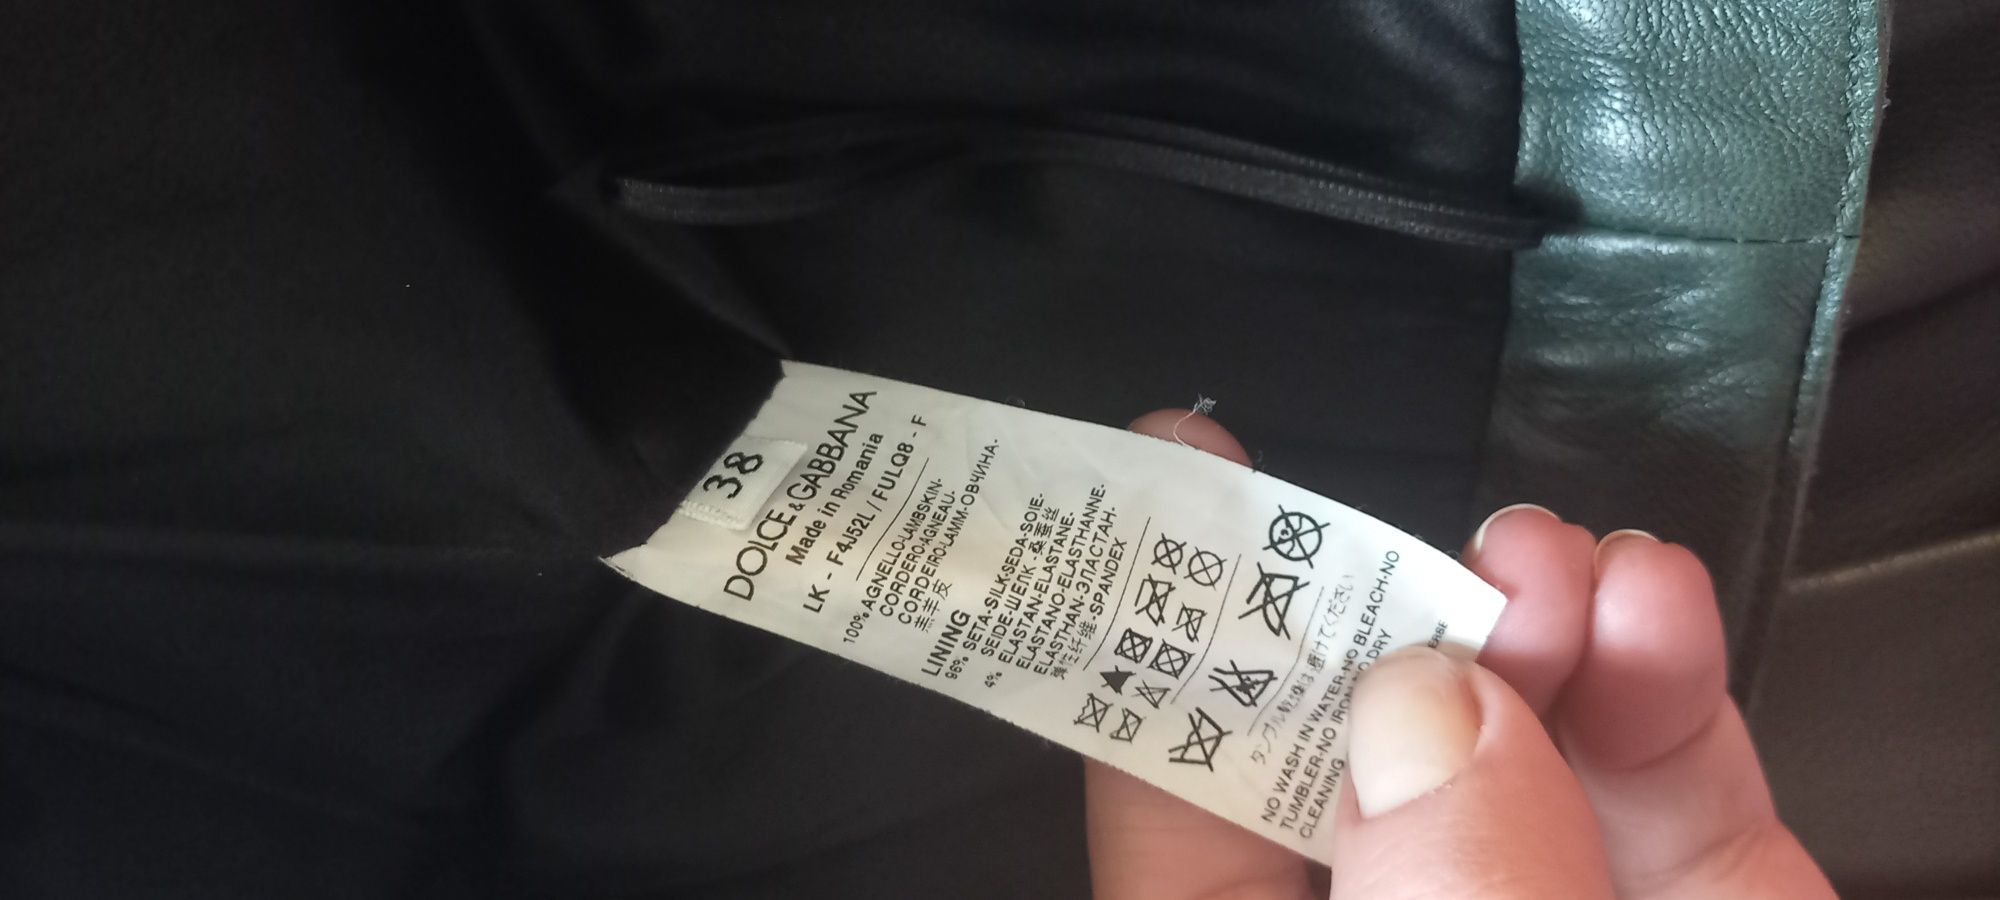 38
DOLCE & GABBANA
Made in Romania
LK - F4J52L / FULQ8 - F
100% AGNELLO-LAMBSKIN-
CORDERO-AGNEAU-
CORDEIRO-LAMM-ОВЧИНА.
羔羊皮
LINING
96% SETA-SILK-SEDA-SOIE-
SEIDE-ШЕЛК-桑蚕丝
4% ELASTAN-ELASTANE-
ELASTANO-ELASTHANNE-
ELASTHAN-ЭЛАСТАН-
弹性纤维-SPANDEX
タンブル乾燥は避けてください
NO WASH IN WATER-NO BLEACH-NO
TUMBLER-NO IRON DRY
CLEANING